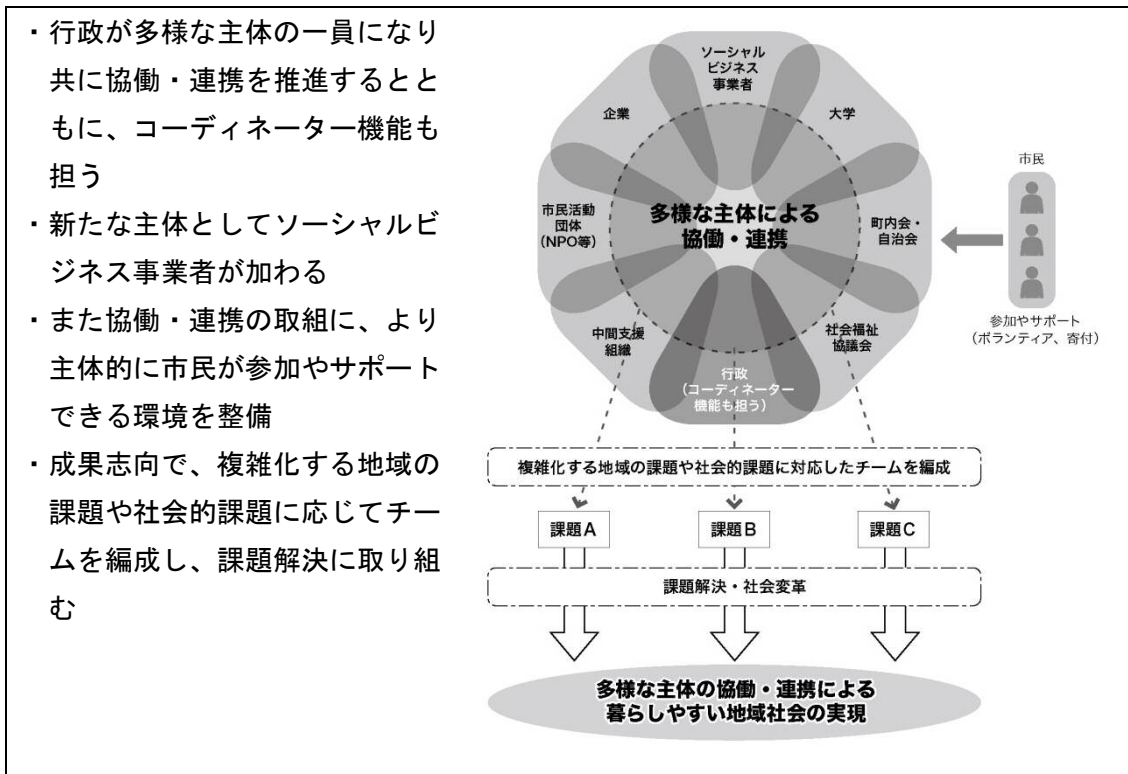 ・行政が多様な主体の一員になり
共に協働・連携を推進するとと
もに、コーディネーター機能も
担う
・新たな主体としてソーシャルビ
ジネス事業者が加わる
・また協働・連携の取組に、より
主体的に市民が参加やサポート
できる環境を整備
・成果志向で、複雑化する地域の
課題や社会的課題に応じてチー
ムを編成し、課題解決に取り組
む
ソーシャル
ビジネス
事業者
企業
大学
市民活動
団体
（NPO等）
多様な主体による
協働・連携
町内会・
自治会
中間支援
組織
社会福祉
協議会
行政
（コーディネーター
機能も担う）
市民
参加やサポート
（ボランティア、寄付）
複雑化する地域の課題や社会的課題に対応したチームを編成
課題A
課題B
課題C
課題解決・社会変革
多様な主体の協働・連携による
暮らしやすい地域社会の実現